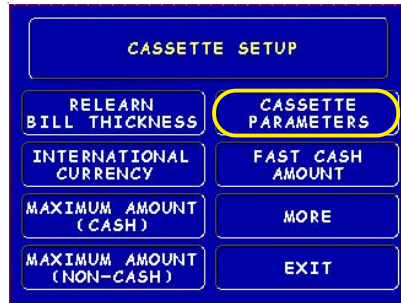 CASSETTE SETUP
RELEARN
BILL THICKNESS
CASSETTE
PARAMETERS
INTERNATIONAL
CURRENCY
FAST CASH
AMOUNT
MAXIMUM AMOUNT
(CASH)
MORE
MAXIMUM AMOUNT
(NON-CASH)
EXIT